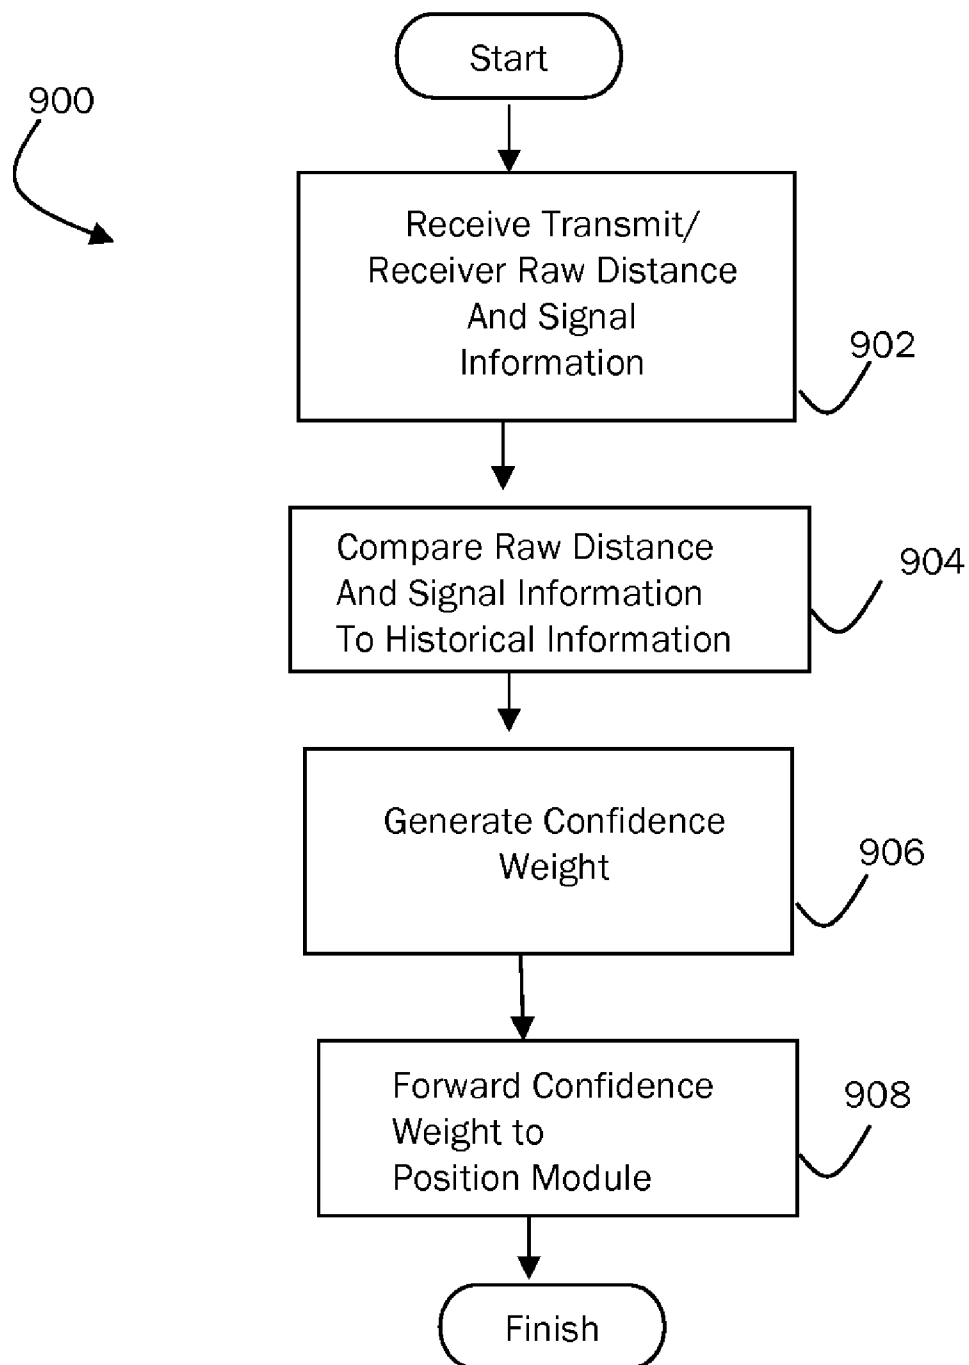 Start
900
Receive Transmit/
Receiver Raw Distance
And Signal
Information
902
Compare Raw Distance
And Signal Information
To Historical Information
904
Generate Confidence
Weight
906
Forward Confidence
Weight to
Position Module
908
Finish